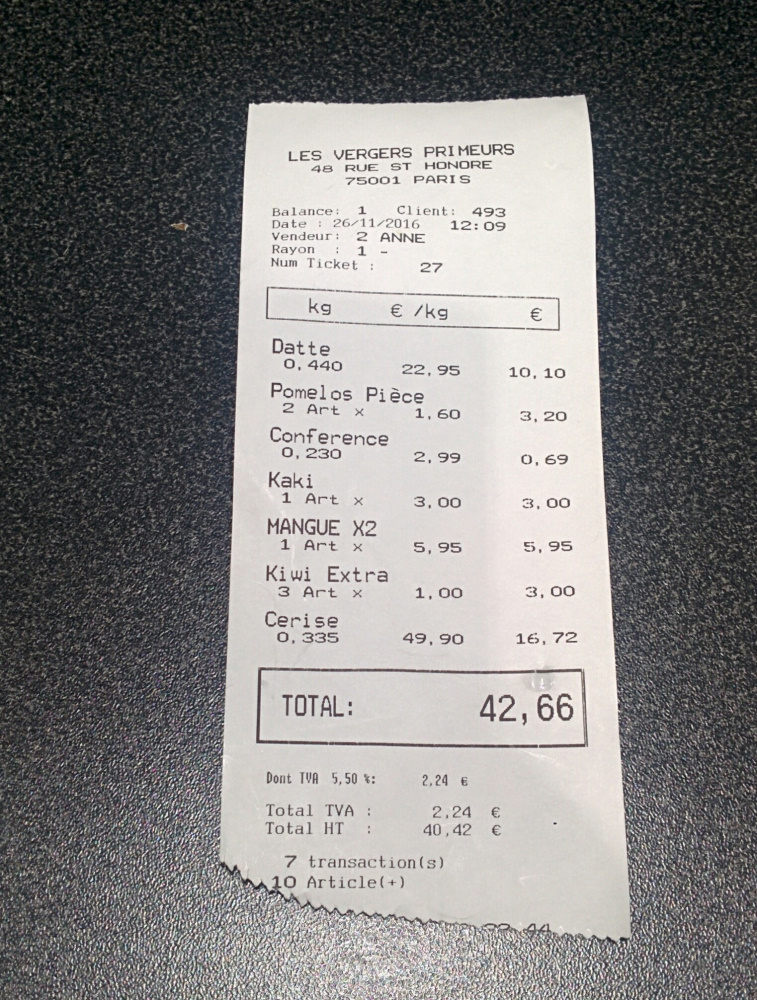 LES VERGERS PRIMEURS
48 RUE ST HONORE
75001 PARIS
Balance: 1 Client: 493
Date : 26/11/2016 12:09
Vendeur: 2 ANNE
Rayon : 1 -
Num Ticket : 27
kg € /kg €
Datte
0,440 22,95 10,10
Pomelos Pièce
2 Art x 1,60 3,20
Conference
0,230 2,99 0,69
Kaki
1 Art x 3,00 3,00
MANGUE X2
1 Art x 5,95 5,95
Kiwi Extra
3 Art x 1,00 3,00
Cerise
0,335 49,90 16,72
TOTAL: 42,66
Dont TVA 5,50 %: 2,24 €
Total TVA : 2,24 €
Total HT : 40,42 €
7 transaction(s)
10 Article(+)